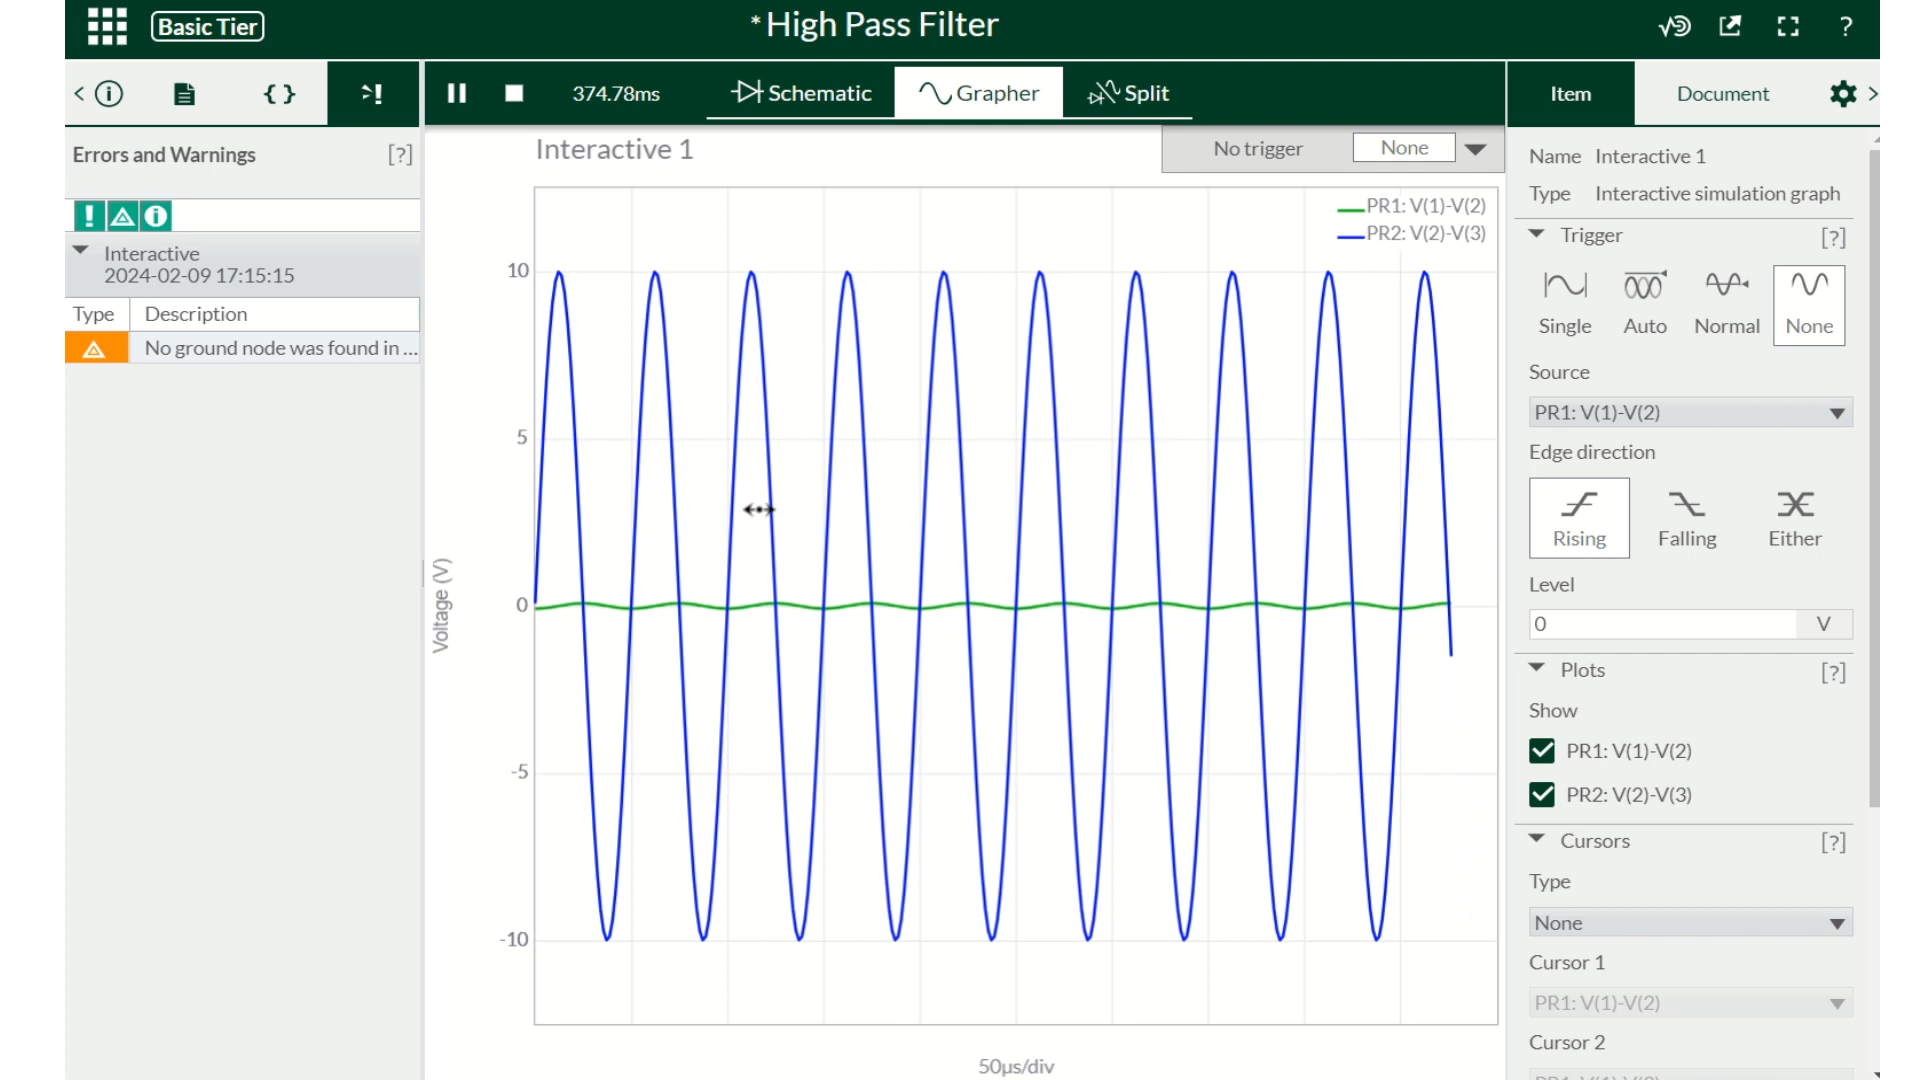 Basic Tier
* High Pass Filter
?
374.78ms
Schematic
Grapher
Split
Item
Document
Errors and Warnings
[?]
Interactive
2024-02-09 17:15:15
Type
Description
No ground node was found in ...
Interactive 1
No trigger
None
PR1: V(1)-V(2)
PR2: V(2)-V(3)
10
5
0
-5
-10
Voltage (V)
50µs/div
Name Interactive 1
Type Interactive simulation graph
Trigger
[?]
Single
Auto
Normal
None
Source
PR1: V(1)-V(2)
Edge direction
Rising
Falling
Either
Level
0
V
Plots
[?]
Show
PR1: V(1)-V(2)
PR2: V(2)-V(3)
Cursors
[?]
Type
None
Cursor 1
PR1: V(1)-V(2)
Cursor 2